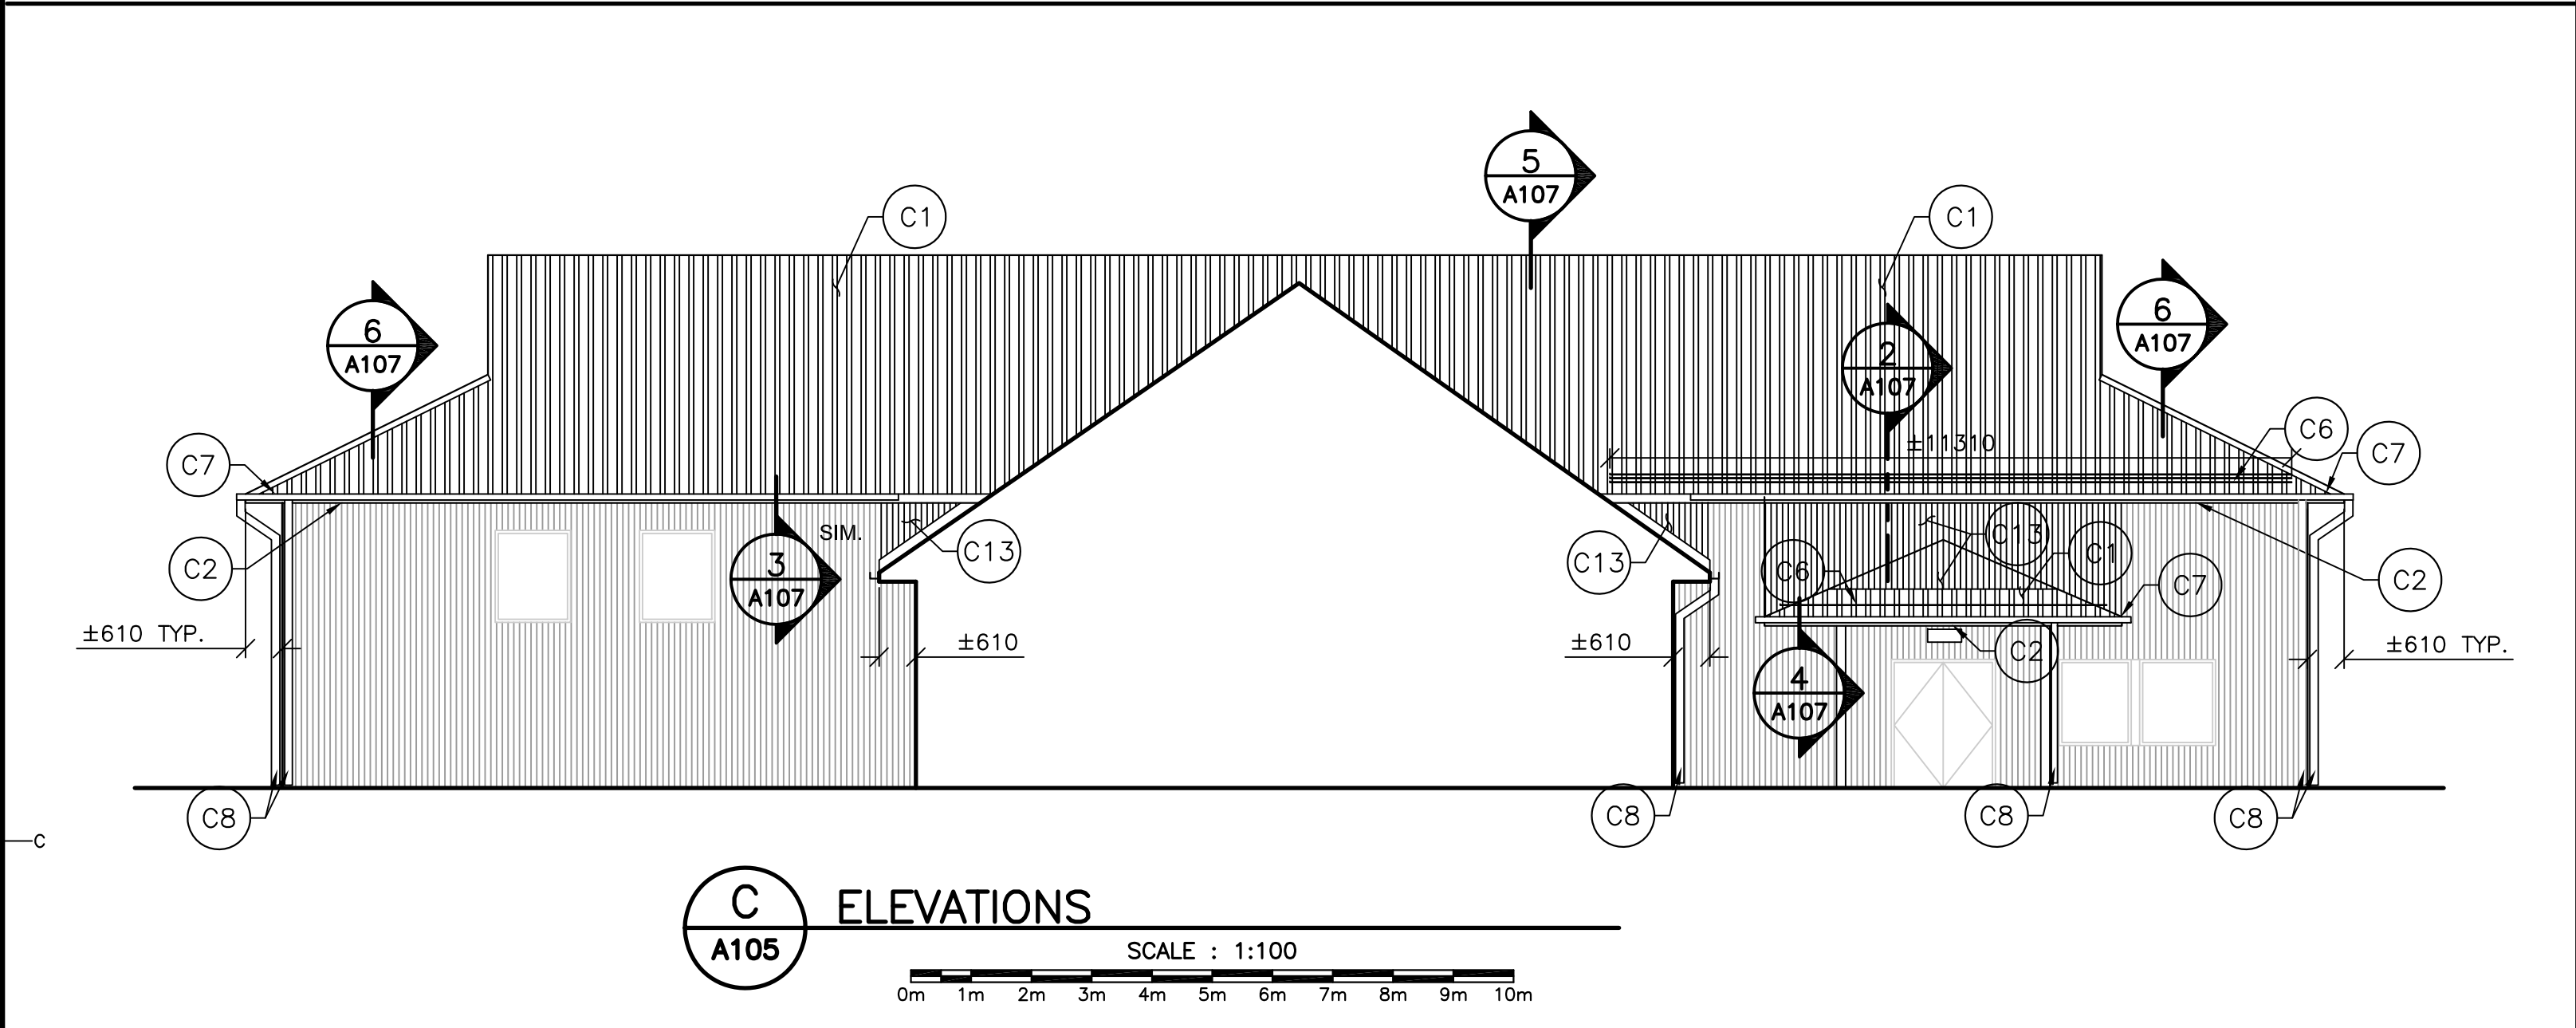 5
A107
C1
C1
6
A107
6
A107
2
A107
C6
C7
C7
±11310
SIM.
C13
C13
C13
C1
C2
3
A107
C6
C7
C2
±610 TYP.
±610
±610
C2
±610 TYP.
4
A107
C8
C8
C8
C8
C
C
A105
ELEVATIONS
SCALE : 1:100
0m 1m 2m 3m 4m 5m 6m 7m 8m 9m 10m